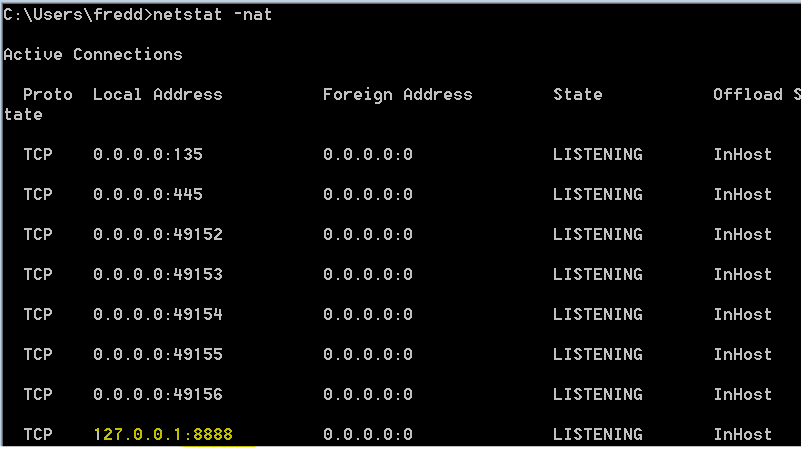 C:\Users\fredd>netstat -nat
Active Connections
Proto Local Address Foreign Address State Offload S
tate
TCP 0.0.0.0:135 0.0.0.0:0 LISTENING InHost
TCP 0.0.0.0:445 0.0.0.0:0 LISTENING InHost
TCP 0.0.0.0:49152 0.0.0.0:0 LISTENING InHost
TCP 0.0.0.0:49153 0.0.0.0:0 LISTENING InHost
TCP 0.0.0.0:49154 0.0.0.0:0 LISTENING InHost
TCP 0.0.0.0:49155 0.0.0.0:0 LISTENING InHost
TCP 0.0.0.0:49156 0.0.0.0:0 LISTENING InHost
TCP 127.0.0.1:8888 0.0.0.0:0 LISTENING InHost